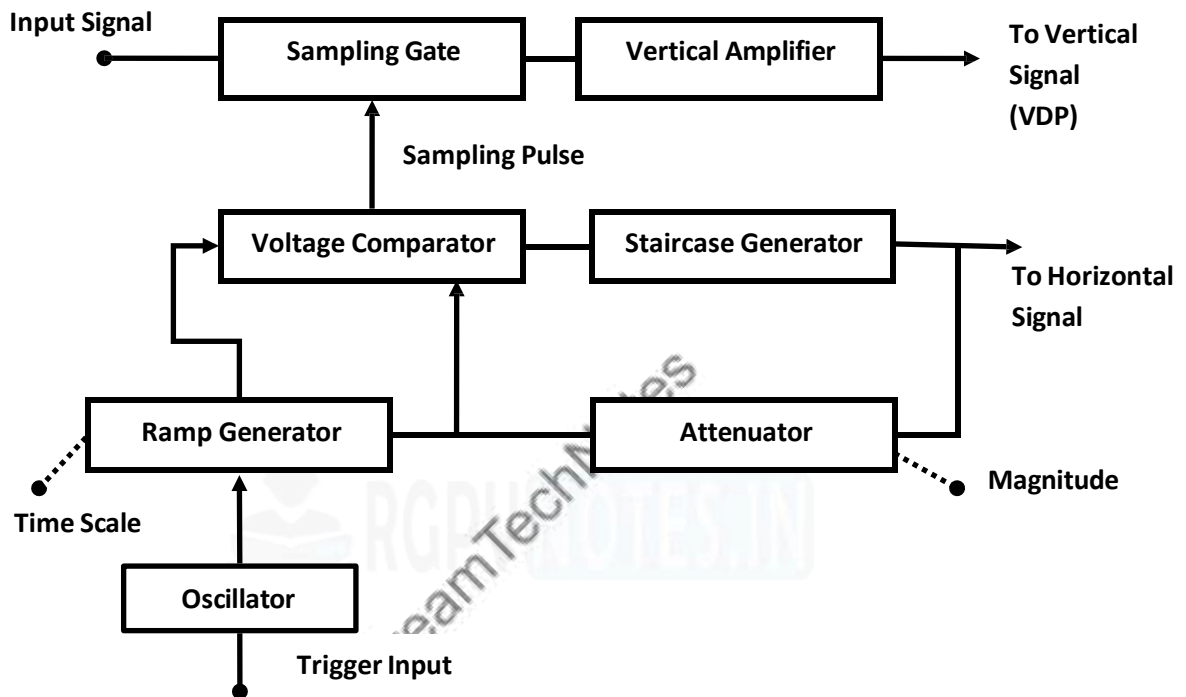 Input Signal
Sampling Gate
Vertical Amplifier
To Vertical
Signal
(VDP)
Sampling Pulse
Voltage Comparator
Staircase Generator
To Horizontal
Signal
Ramp Generator
Attenuator
Magnitude
Time Scale
Oscillator
Trigger Input